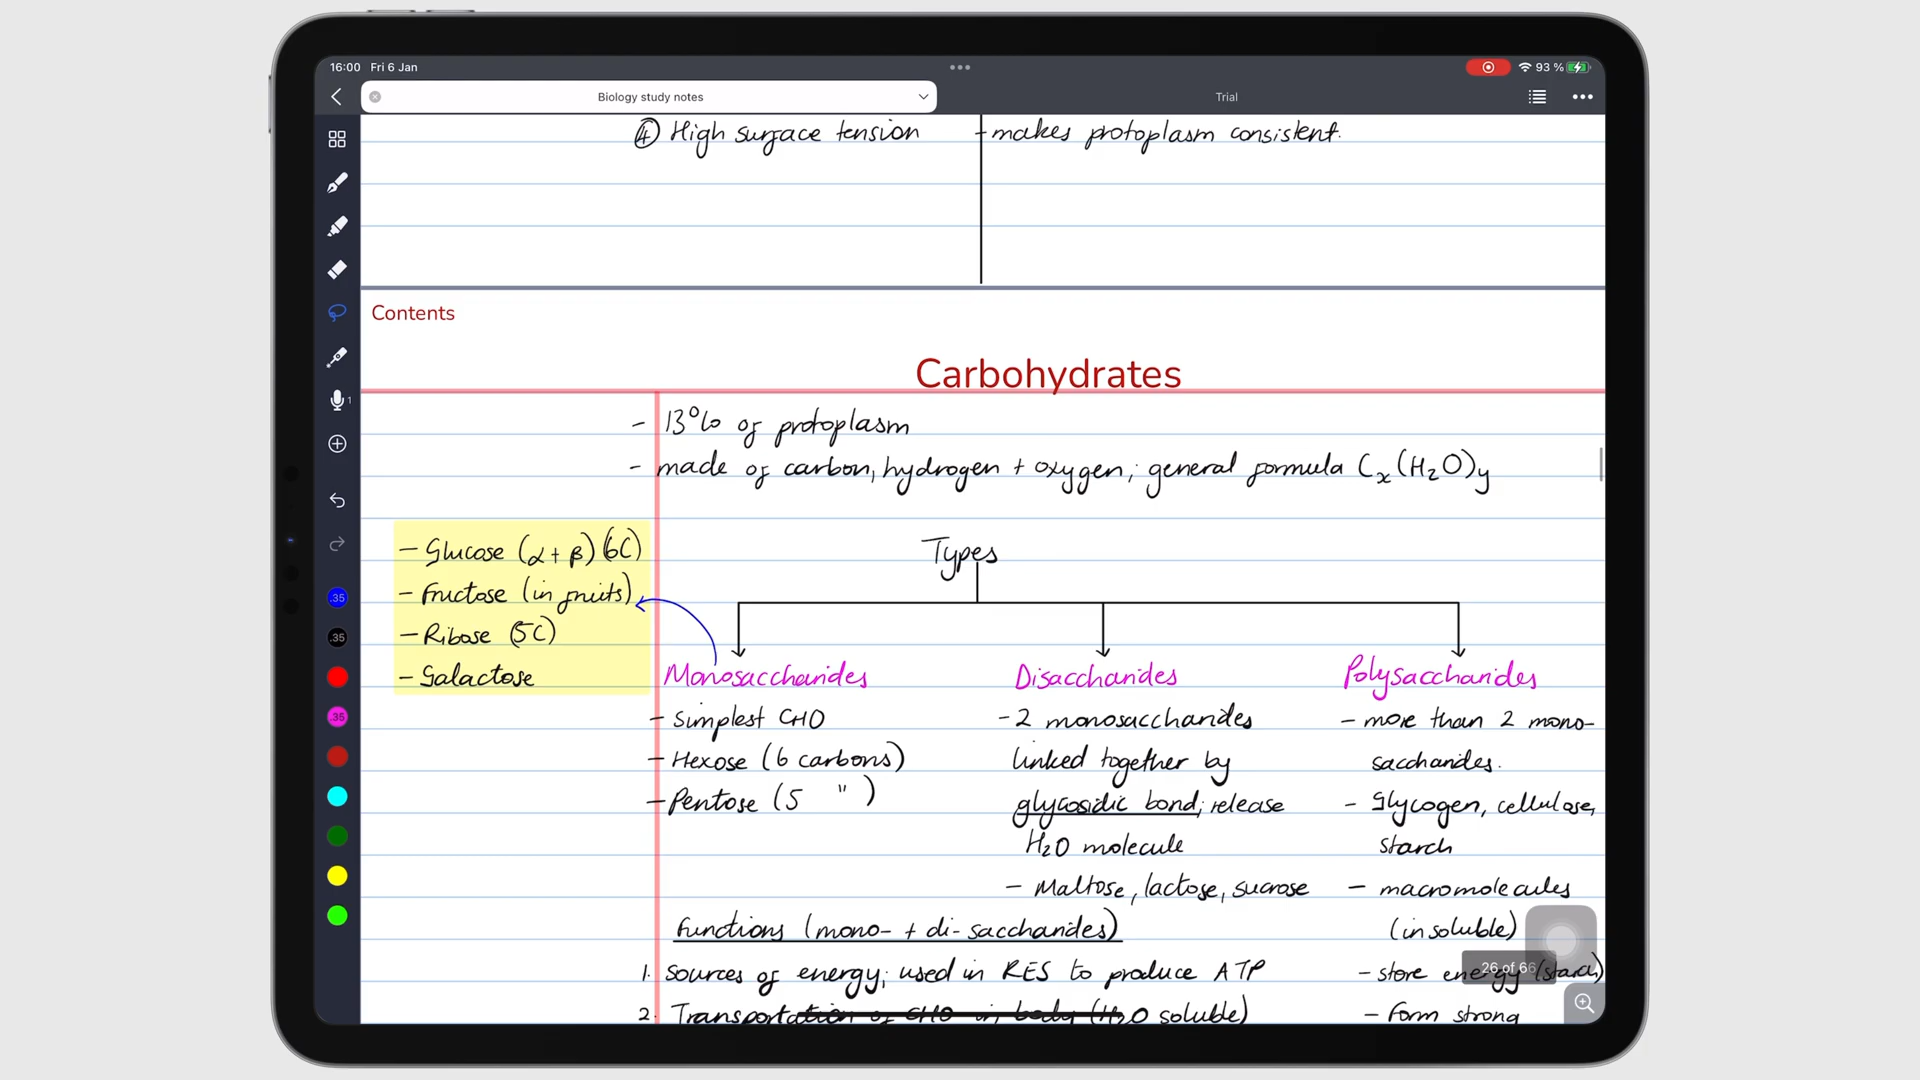 16:00 Fri 6 Jan
93 %
Biology study notes
Trial
④ High surface tension - makes protoplasm consistent.
Contents
Carbohydrates
- 13% of protoplasm
- made of carbon, hydrogen + oxygen; general formula Cx(H2O)y
- Glucose (α + β) (6C)
- Fructose (in fruits)
- Ribose (5C)
- Galactose
Types
Monosaccharides
- Simplest CHO
- Hexose (6 carbons)
- Pentose (5 " )
Disaccharides
- 2 monosaccharides
linked together by
glycosidic bond; release
H2O molecule
- Maltose, lactose, sucrose
Polysaccharides
- more than 2 mono-
saccharides.
- Glycogen, cellulose,
starch
- macromolecules
(insoluble)
- store energy (starch)
- Form strong
Functions (mono- + di-saccharides)
1. Sources of energy; used in RES to produce ATP
2. Transportation of CHO in body (H2O soluble)
26 of 66
1
.35
.35
.35